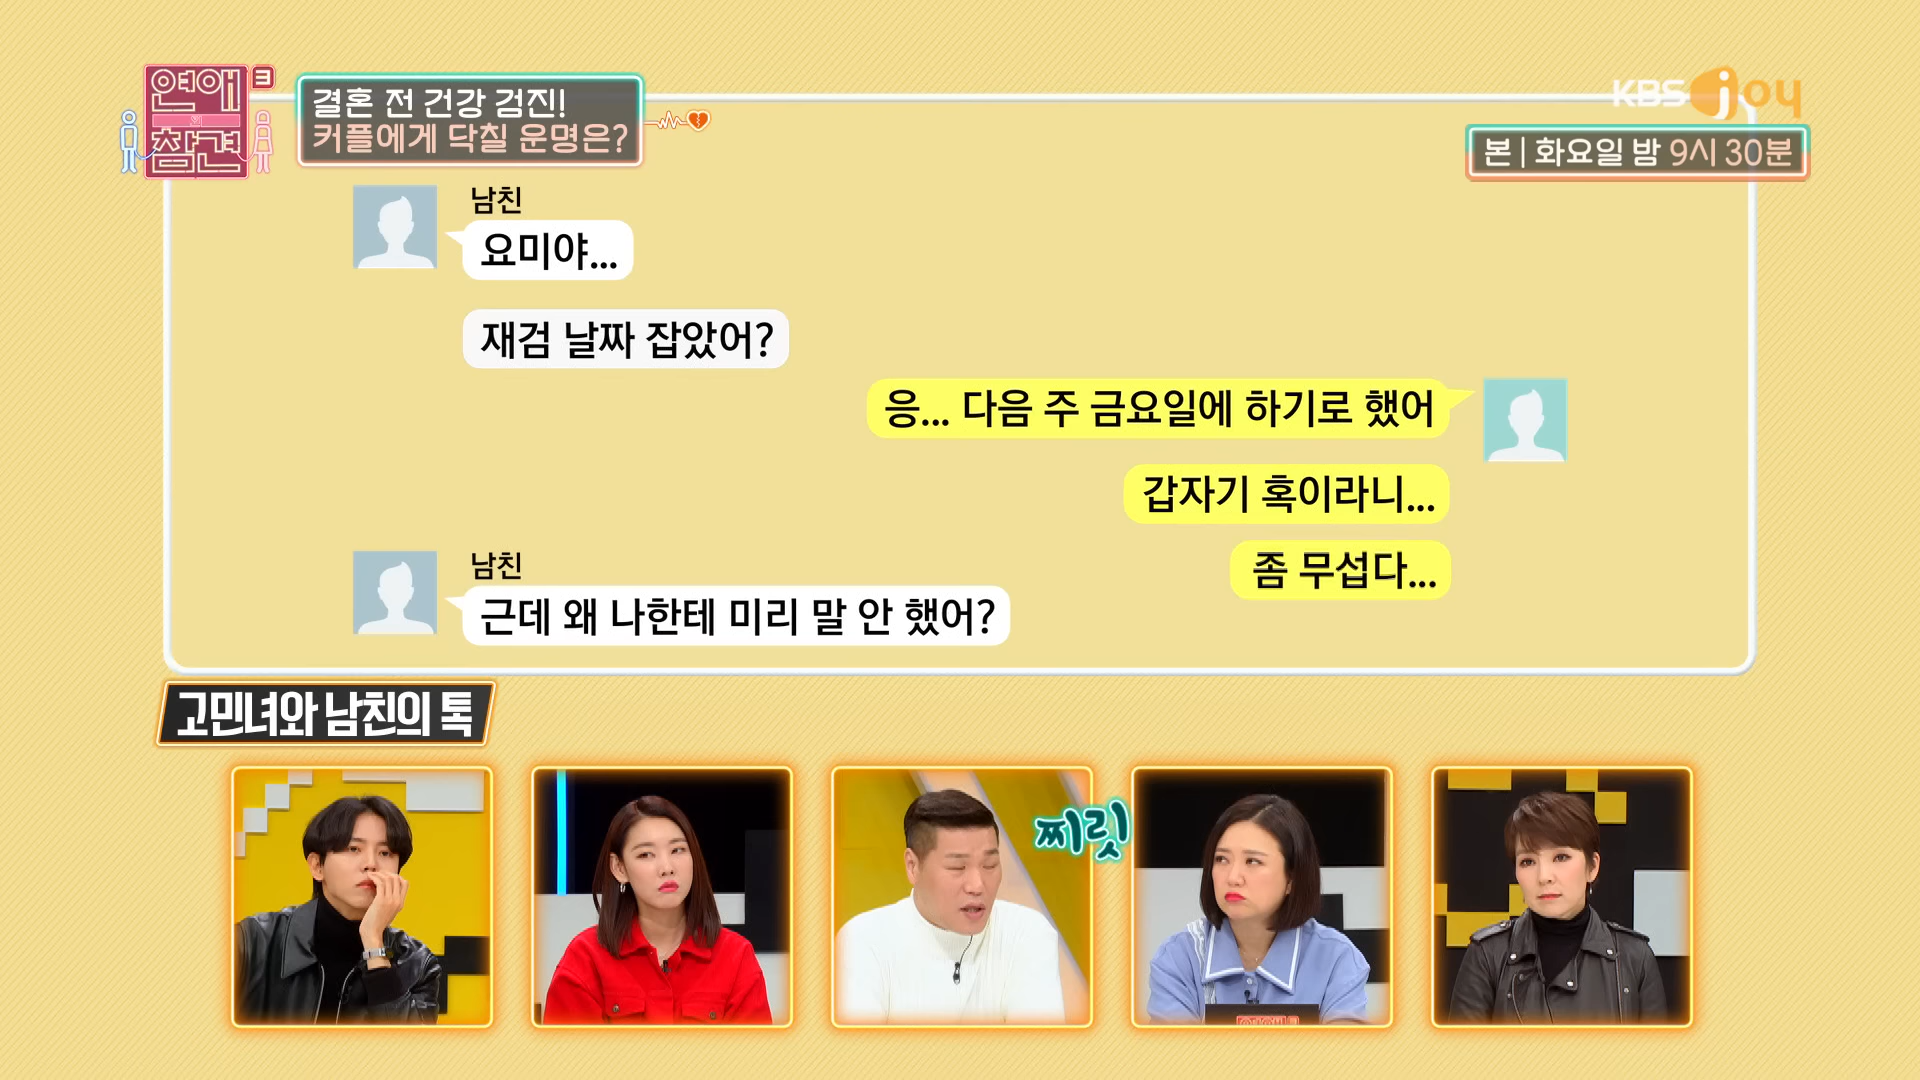 연애의 참견 3
결혼 전 건강 검진!
커플에게 닥칠 운명은?
KBS joy
본 | 화요일 밤 9시 30분
남친
요미야...
재검 날짜 잡았어?
응... 다음 주 금요일에 하기로 했어
갑자기 혹이라니...
좀 무섭다...
남친
근데 왜 나한테 미리 말 안 했어?
고민녀와 남친의 톡
찌릿